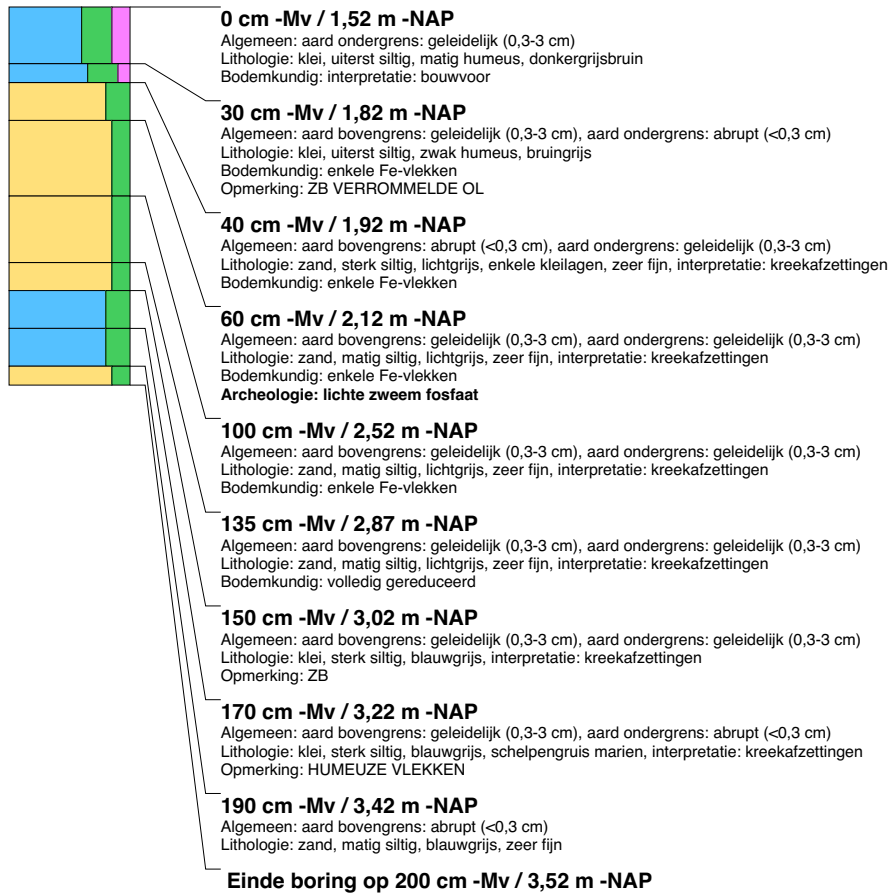 0 cm -Mv / 1,52 m -NAP
Algemeen: aard ondergrens: geleidelijk (0,3-3 cm)
Lithologie: klei, uiterst siltig, matig humeus, donkergrijsbruin
Bodemkundig: interpretatie: bouwvoor
30 cm -Mv / 1,82 m -NAP
Algemeen: aard bovengrens: geleidelijk (0,3-3 cm), aard ondergrens: abrupt (<0,3 cm)
Lithologie: klei, uiterst siltig, zwak humeus, bruingrijs
Bodemkundig: enkele Fe-vlekken
Opmerking: ZB VERROMMELDE OL
40 cm -Mv / 1,92 m -NAP
Algemeen: aard bovengrens: abrupt (<0,3 cm), aard ondergrens: geleidelijk (0,3-3 cm)
Lithologie: zand, sterk siltig, lichtgrijs, enkele kleilagen, zeer fijn, interpretatie: kreekafzettingen
Bodemkundig: enkele Fe-vlekken
60 cm -Mv / 2,12 m -NAP
Algemeen: aard bovengrens: geleidelijk (0,3-3 cm), aard ondergrens: geleidelijk (0,3-3 cm)
Lithologie: zand, matig siltig, lichtgrijs, zeer fijn, interpretatie: kreekafzettingen
Bodemkundig: enkele Fe-vlekken
Archeologie: lichte zweem fosfaat
100 cm -Mv / 2,52 m -NAP
Algemeen: aard bovengrens: geleidelijk (0,3-3 cm), aard ondergrens: geleidelijk (0,3-3 cm)
Lithologie: zand, matig siltig, lichtgrijs, zeer fijn, interpretatie: kreekafzettingen
Bodemkundig: enkele Fe-vlekken
135 cm -Mv / 2,87 m -NAP
Algemeen: aard bovengrens: geleidelijk (0,3-3 cm), aard ondergrens: geleidelijk (0,3-3 cm)
Lithologie: zand, matig siltig, lichtgrijs, zeer fijn, interpretatie: kreekafzettingen
Bodemkundig: volledig gereduceerd
150 cm -Mv / 3,02 m -NAP
Algemeen: aard bovengrens: geleidelijk (0,3-3 cm), aard ondergrens: geleidelijk (0,3-3 cm)
Lithologie: klei, sterk siltig, blauwgrijs, interpretatie: kreekafzettingen
Opmerking: ZB
170 cm -Mv / 3,22 m -NAP
Algemeen: aard bovengrens: geleidelijk (0,3-3 cm), aard ondergrens: abrupt (<0,3 cm)
Lithologie: klei, sterk siltig, blauwgrijs, schelpengruis marien, interpretatie: kreekafzettingen
Opmerking: HUMEUZE VLEKKEN
190 cm -Mv / 3,42 m -NAP
Algemeen: aard bovengrens: abrupt (<0,3 cm)
Lithologie: zand, matig siltig, blauwgrijs, zeer fijn
Einde boring op 200 cm -Mv / 3,52 m -NAP